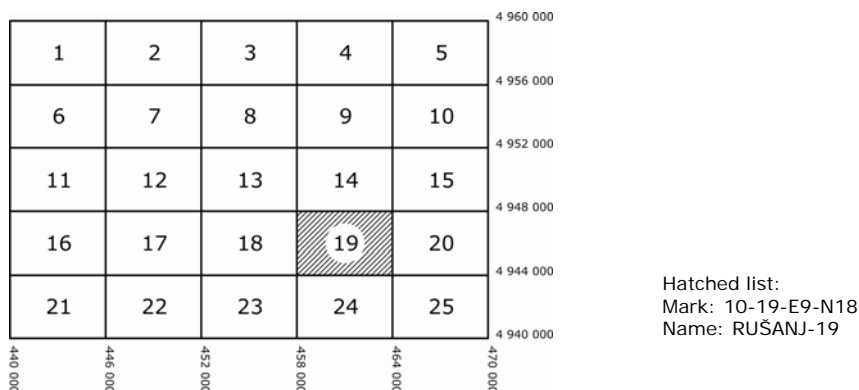 4 960 000
1 2 3 4 5
4 956 000
6 7 8 9 10
4 952 000
11 12 13 14 15
4 948 000
16 17 18 19 20
4 944 000
21 22 23 24 25
4 940 000
440 000 446 000 452 000 458 000 464 000 470 000
Hatched list:
Mark: 10-19-E9-N18
Name: RUŠANJ-19